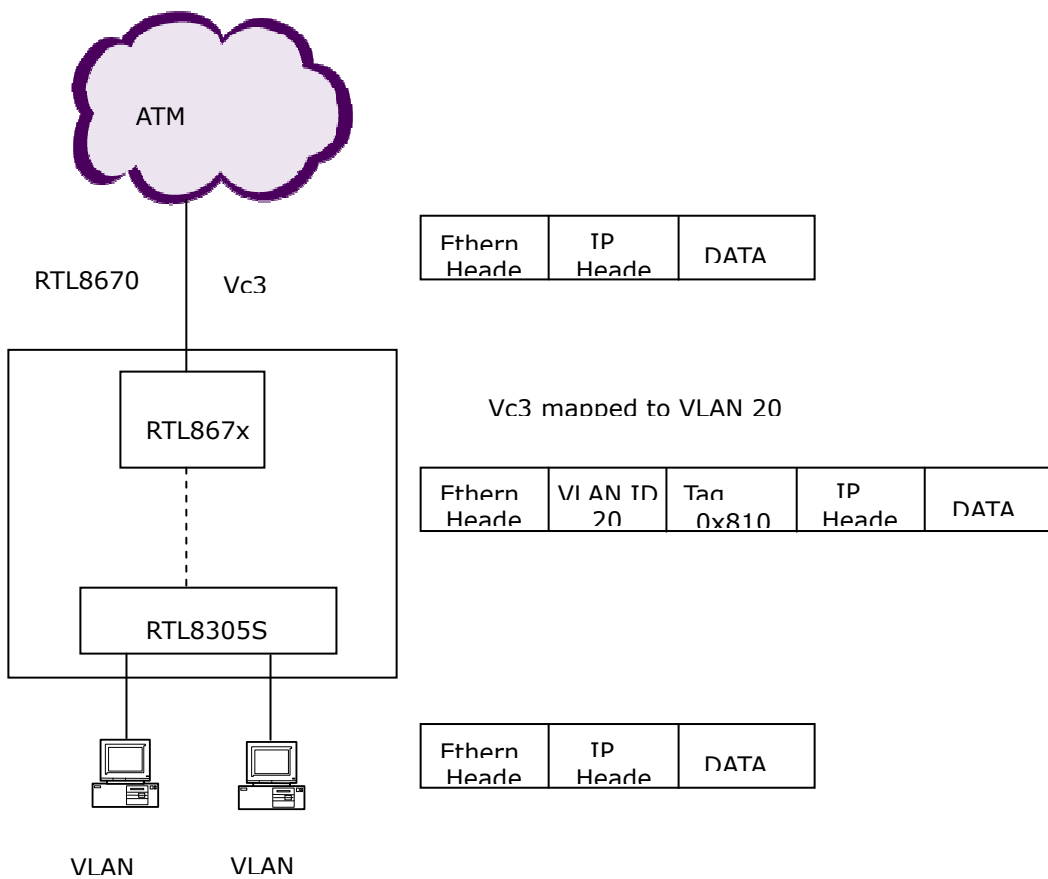 ATM
RTL8670
Vc3
Ethern
Heade
IP
Heade
DATA
RTL867x
Vc3 mapped to VLAN 20
Ethern
Heade
VLAN ID
20
Tag
0x810
IP
Heade
DATA
RTL8305S
Ethern
Heade
IP
Heade
DATA
VLAN
VLAN